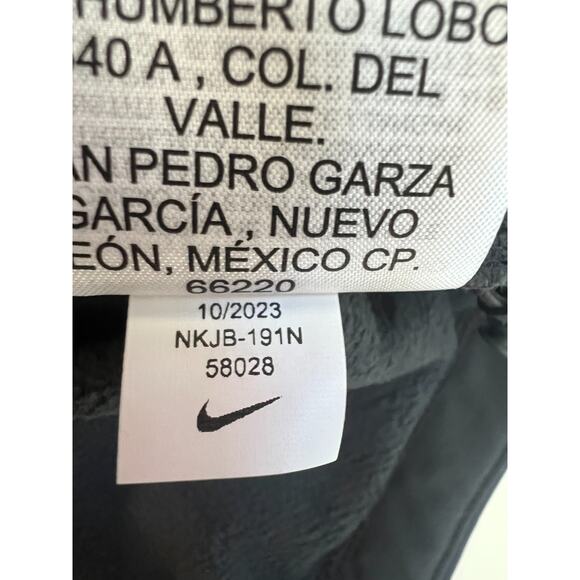 HUMBERTO LOBO
40 A , COL. DEL
VALLE.
AN PEDRO GARZA
GARCÍA , NUEVO
EÓN, MÉXICO CP.
66220
10/2023
NKJB-191N
58028